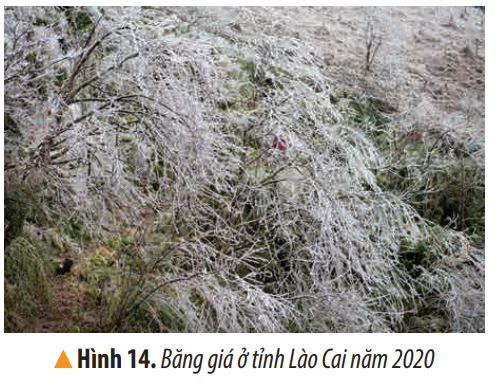 ▲ Hình 14. Băng giá ở tỉnh Lào Cai năm 2020